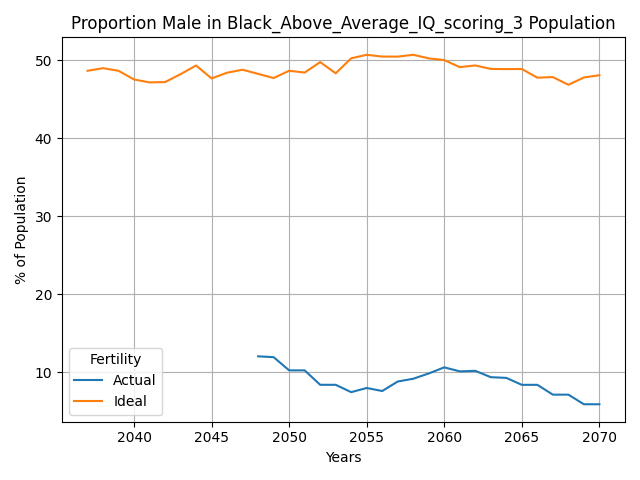 Proportion Male in Black_Above_Average_IQ_scoring_3 Population
% of Population
50
40
30
20
10
Fertility
Actual
Ideal
2040 2045 2050 2055 2060 2065 2070
Years